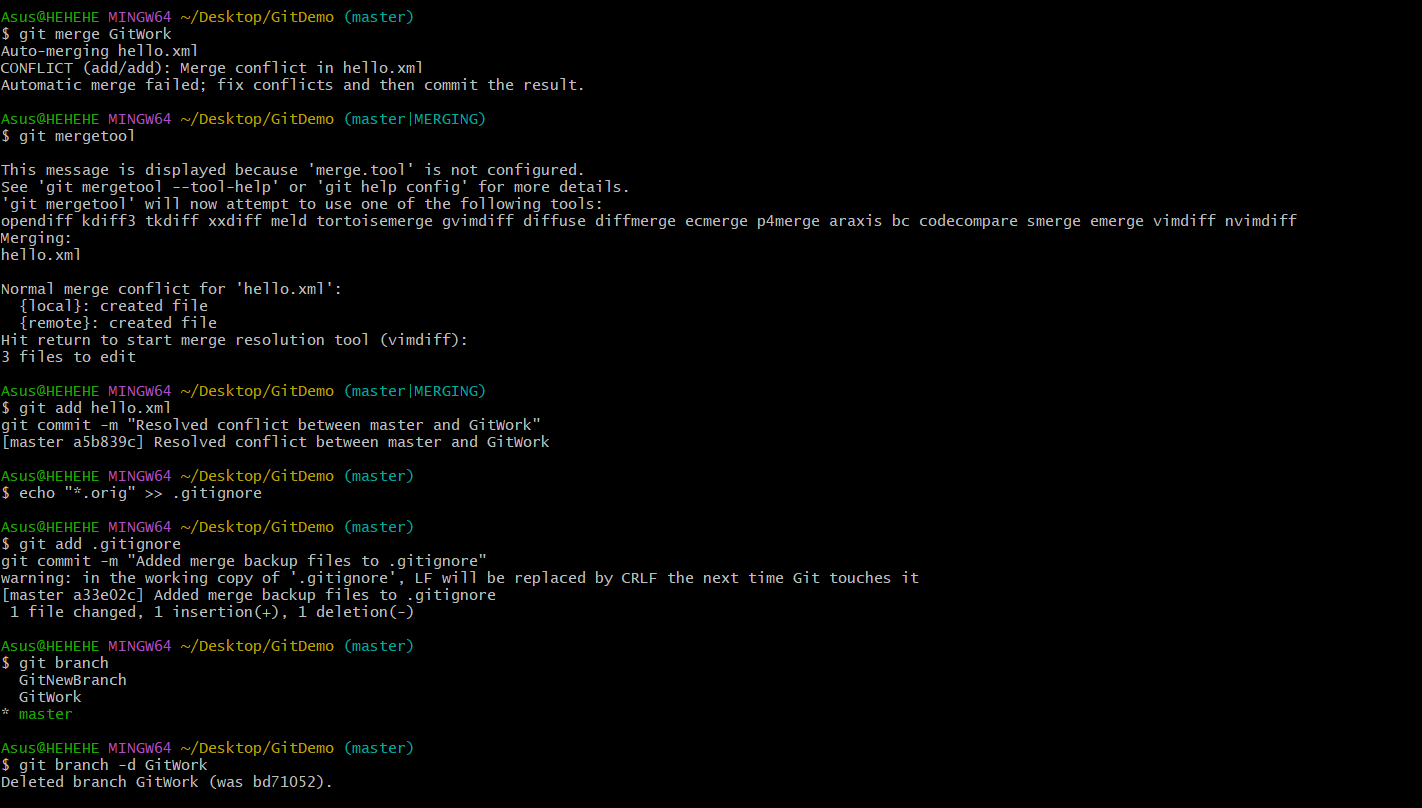 Asus@HEHEHE MINGW64 ~/Desktop/GitDemo (master)
$ git merge GitWork
Auto-merging hello.xml
CONFLICT (add/add): Merge conflict in hello.xml
Automatic merge failed; fix conflicts and then commit the result.

Asus@HEHEHE MINGW64 ~/Desktop/GitDemo (master|MERGING)
$ git mergetool

This message is displayed because 'merge.tool' is not configured.
See 'git mergetool --tool-help' or 'git help config' for more details.
'git mergetool' will now attempt to use one of the following tools:
opendiff kdiff3 tkdiff xxdiff meld tortoisemerge gvimdiff diffuse diffmerge ecmerge p4merge araxis bc codecompare smerge emerge vimdiff nvimdiff
Merging:
hello.xml

Normal merge conflict for 'hello.xml':
  {local}: created file
  {remote}: created file
Hit return to start merge resolution tool (vimdiff):
3 files to edit

Asus@HEHEHE MINGW64 ~/Desktop/GitDemo (master|MERGING)
$ git add hello.xml
git commit -m "Resolved conflict between master and GitWork"
[master a5b839c] Resolved conflict between master and GitWork

Asus@HEHEHE MINGW64 ~/Desktop/GitDemo (master)
$ echo "*.orig" >> .gitignore

Asus@HEHEHE MINGW64 ~/Desktop/GitDemo (master)
$ git add .gitignore
git commit -m "Added merge backup files to .gitignore"
warning: in the working copy of '.gitignore', LF will be replaced by CRLF the next time Git touches it
[master a33e02c] Added merge backup files to .gitignore
 1 file changed, 1 insertion(+), 1 deletion(-)

Asus@HEHEHE MINGW64 ~/Desktop/GitDemo (master)
$ git branch
  GitNewBranch
  GitWork
* master

Asus@HEHEHE MINGW64 ~/Desktop/GitDemo (master)
$ git branch -d GitWork
Deleted branch GitWork (was bd71052).